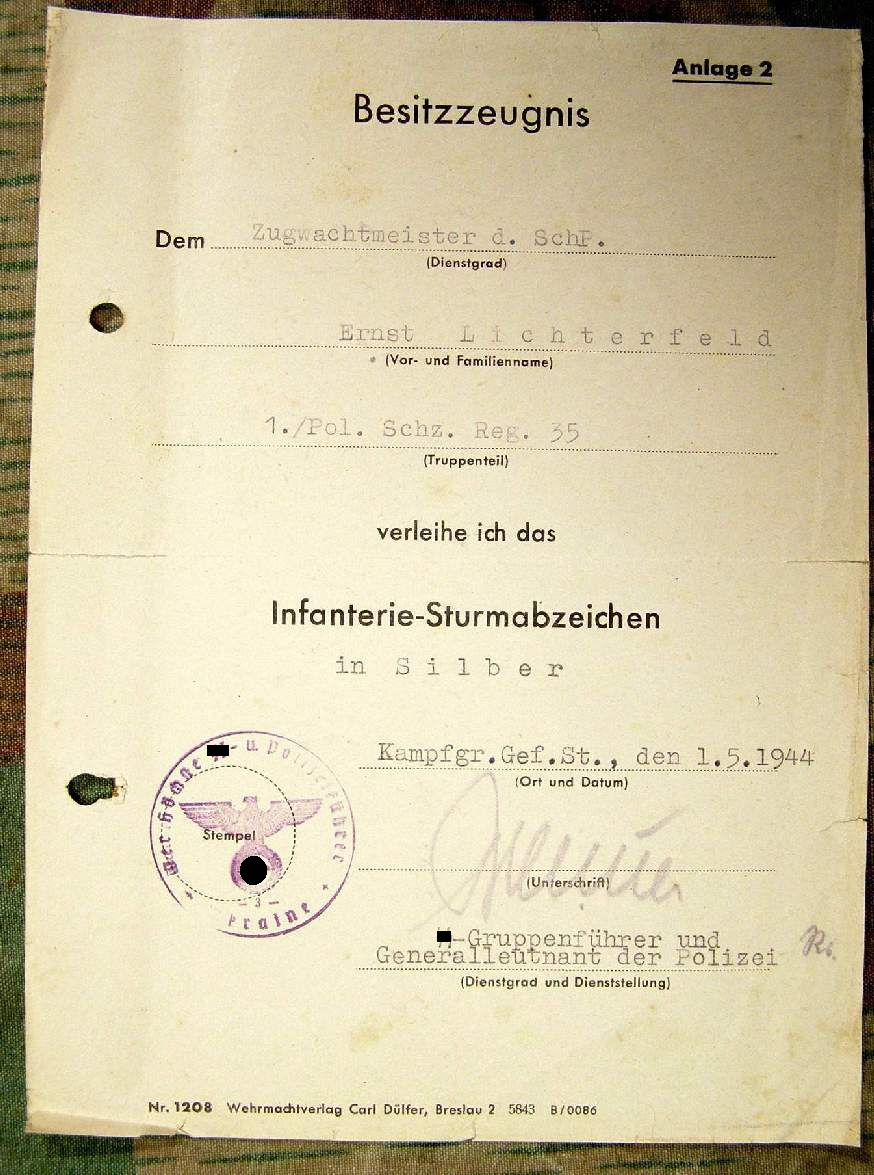 Anlage 2
Besitzzeugnis
Dem Zugwachtmeister d. SchP.
(Dienstgrad)
Ernst L i c h t e r f e l d
(Vor- und Familienname)
1./Pol. Schz. Reg. 35
(Truppenteil)
verleihe ich das
Infanterie-Sturmabzeichen
in S i l b e r
Kampfgr.Gef.St., den 1.5.1944
(Ort und Datum)
- u. Polizeiführer
Stempel
- 3 -
(Unterschrift)
-Gruppenführer und
Generalleutnant der Polizei
(Dienstgrad und Dienststellung)
Nr. 1208 Wehrmachtverlag Carl Dülfer, Breslau 2 5843 B/0086